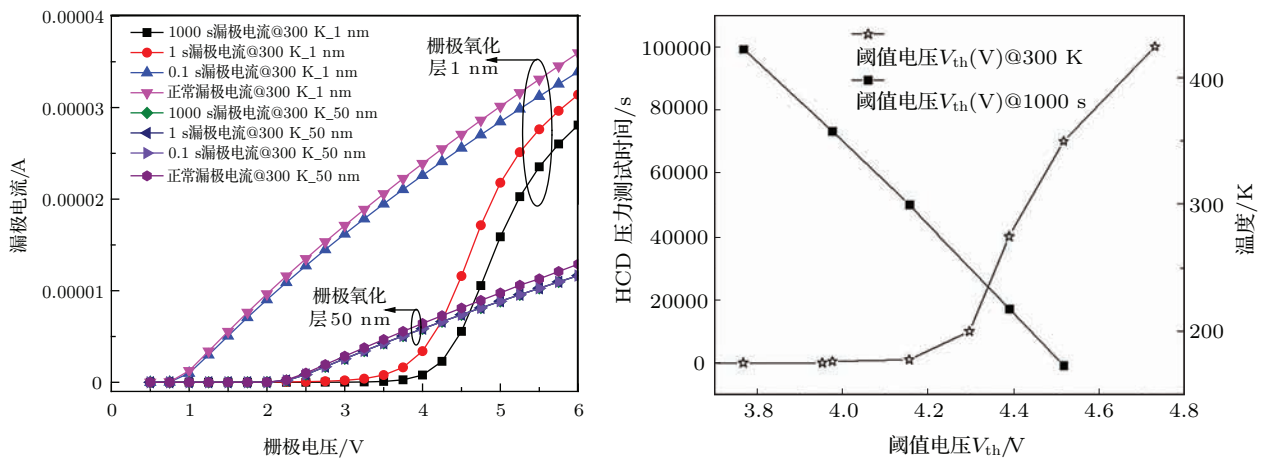 0.00004
0.00003
0.00002
0.00001
0
漏极电流/A
1000 s漏极电流@300 K_1 nm
1 s漏极电流@300 K_1 nm
0.1 s漏极电流@300 K_1 nm
正常漏极电流@300 K_1 nm
1000 s漏极电流@300 K_50 nm
1 s漏极电流@300 K_50 nm
0.1 s漏极电流@300 K_50 nm
正常漏极电流@300 K_50 nm
栅极氧化
层1 nm
栅极氧化
层50 nm
0 1 2 3 4 5 6
栅极电压/V
HCD 压力测试时间/s
100000
80000
60000
40000
20000
0
阈值电压Vth(V)@300 K
阈值电压Vth(V)@1000 s
400
300
200
温度/K
3.8 4.0 4.2 4.4 4.6 4.8
阈值电压Vth/V